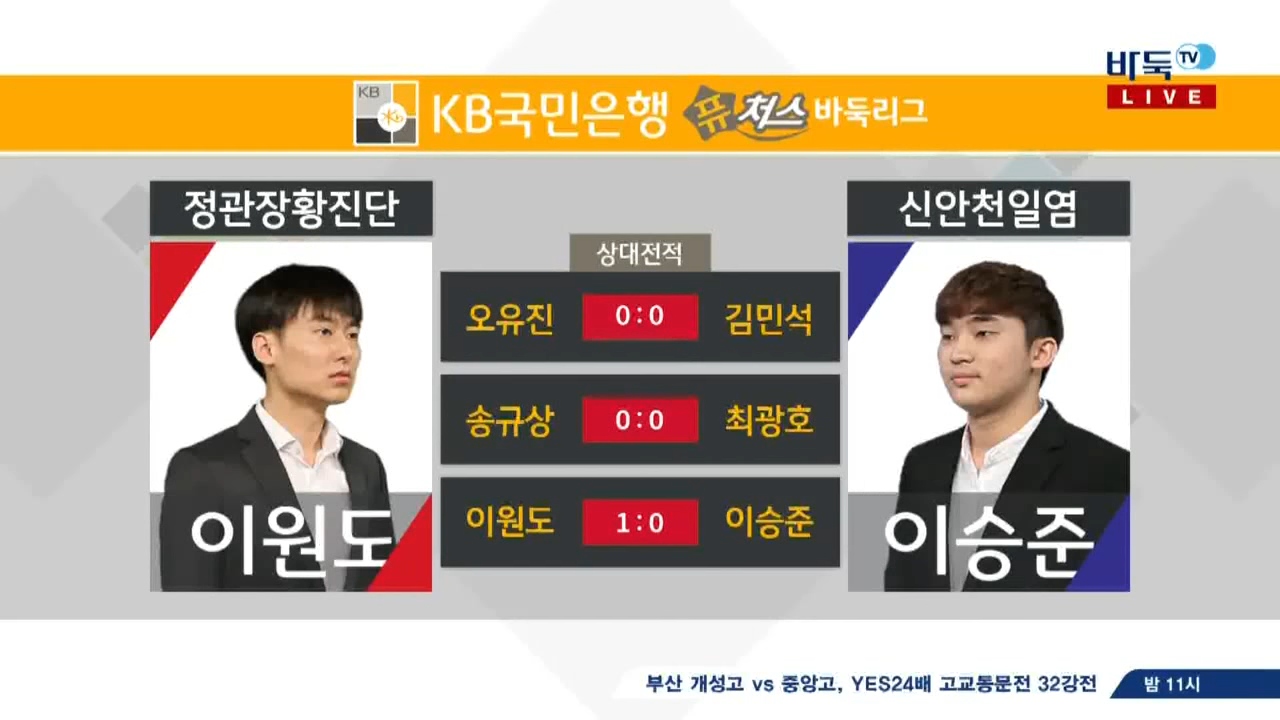 바둑TV
LIVE
KB
KB국민은행 퓨처스 바둑리그
정관장황진단
신안천일염
상대전적
오유진 0:0 김민석
송규상 0:0 최광호
이원도 1:0 이승준
이원도
이승준
부산 개성고 vs 중앙고, YES24배 고교동문전 32강전 밤 11시